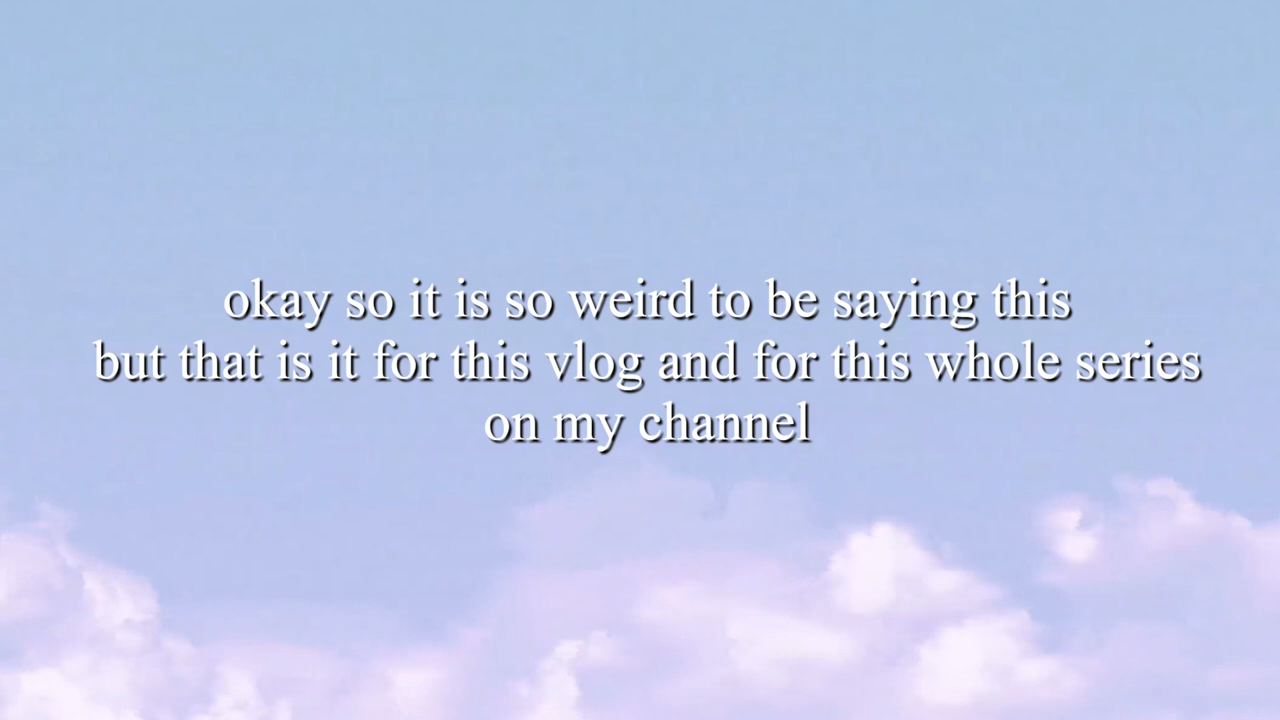 okay so it is so weird to be saying this
but that is it for this vlog and for this whole series
on my channel